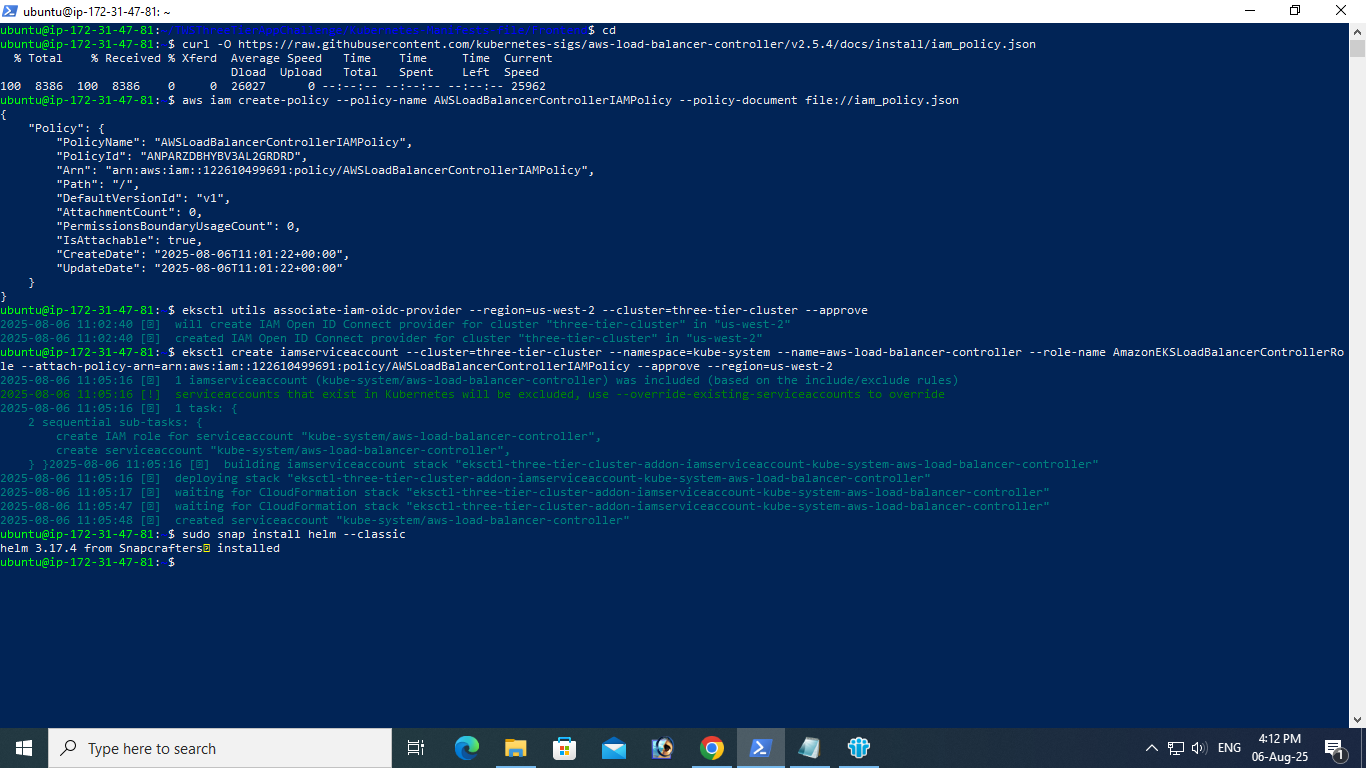 ubuntu@ip-172-31-47-81: ~
ubuntu@ip-172-31-47-81:$ cd
ubuntu@ip-172-31-47-81:~$ curl -O https://raw.githubusercontent.com/kubernetes-sigs/aws-load-balancer-controller/v2.5.4/docs/install/iam_policy.json
  % Total    % Received % Xferd  Average Speed   Time    Time     Time  Current
                                 Dload  Upload   Total   Spent    Left  Speed
100  8386  100  8386    0     0  26027      0 --:--:-- --:--:-- --:--:-- 25962
ubuntu@ip-172-31-47-81:~$ aws iam create-policy --policy-name AWSLoadBalancerControllerIAMPolicy --policy-document file://iam_policy.json
{
    "Policy": {
        "PolicyName": "AWSLoadBalancerControllerIAMPolicy",
        "PolicyId": "ANPARZDBHYBV3AL2GRDRD",
        "Arn": "arn:aws:iam::122610499691:policy/AWSLoadBalancerControllerIAMPolicy",
        "Path": "/",
        "DefaultVersionId": "v1",
        "AttachmentCount": 0,
        "PermissionsBoundaryUsageCount": 0,
        "IsAttachable": true,
        "CreateDate": "2025-08-06T11:01:22+00:00",
        "UpdateDate": "2025-08-06T11:01:22+00:00"
    }
}
ubuntu@ip-172-31-47-81:~$ eksctl utils associate-iam-oidc-provider --region=us-west-2 --cluster=three-tier-cluster --approve
2025-08-06 11:02:40 [ℹ]  will create IAM Open ID Connect provider for cluster "three-tier-cluster" in "us-west-2"
2025-08-06 11:02:40 [✔]  created IAM Open ID Connect provider for cluster "three-tier-cluster" in "us-west-2"
ubuntu@ip-172-31-47-81:~$ eksctl create iamserviceaccount --cluster=three-tier-cluster --namespace=kube-system --name=aws-load-balancer-controller --role-name AmazonEKSLoadBalancerControllerRo
le --attach-policy-arn=arn:aws:iam::122610499691:policy/AWSLoadBalancerControllerIAMPolicy --approve --region=us-west-2
2025-08-06 11:05:16 [ℹ]  1 iamserviceaccount (kube-system/aws-load-balancer-controller) was included (based on the include/exclude rules)
2025-08-06 11:05:16 [!]  serviceaccounts that exist in Kubernetes will be excluded, use --override-existing-serviceaccounts to override
2025-08-06 11:05:16 [ℹ]  1 task: {
    2 sequential sub-tasks: {
        create IAM role for serviceaccount "kube-system/aws-load-balancer-controller",
        create serviceaccount "kube-system/aws-load-balancer-controller",
    } }2025-08-06 11:05:16 [ℹ]  building iamserviceaccount stack "eksctl-three-tier-cluster-addon-iamserviceaccount-kube-system-aws-load-balancer-controller"
2025-08-06 11:05:16 [ℹ]  deploying stack "eksctl-three-tier-cluster-addon-iamserviceaccount-kube-system-aws-load-balancer-controller"
2025-08-06 11:05:17 [ℹ]  waiting for CloudFormation stack "eksctl-three-tier-cluster-addon-iamserviceaccount-kube-system-aws-load-balancer-controller"
2025-08-06 11:05:47 [ℹ]  waiting for CloudFormation stack "eksctl-three-tier-cluster-addon-iamserviceaccount-kube-system-aws-load-balancer-controller"
2025-08-06 11:05:48 [ℹ]  created serviceaccount "kube-system/aws-load-balancer-controller"
ubuntu@ip-172-31-47-81:~$ sudo snap install helm --classic
helm 3.17.4 from Snapcrafters installed
ubuntu@ip-172-31-47-81:~$
Type here to search
ENG
4:12 PM
06-Aug-25
1